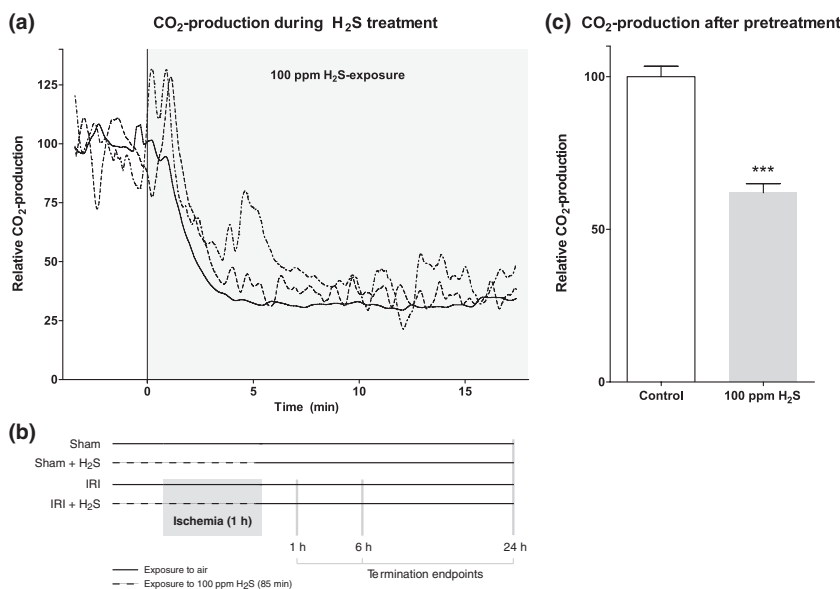 (a)
CO₂-production during H₂S treatment
100 ppm H₂S-exposure
Relative CO₂-production
125
100
75
50
25
0
0
5
10
15
Time (min)
(c)
CO₂-production after pretreatment
Relative CO₂-production
100
50
0
***
Control
100 ppm H₂S
(b)
Sham
Sham + H₂S
IRI
IRI + H₂S
Ischemia (1 h)
1 h
6 h
24 h
Termination endpoints
Exposure to air
Exposure to 100 ppm H₂S (85 min)